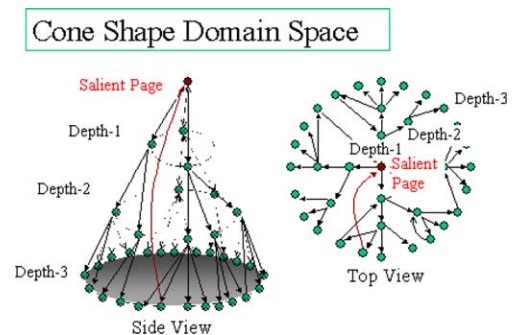 Cone Shape Domain Space
Salient Page
Depth-1
Depth-2
Depth-3
Side View
Depth-3
Depth-2
Depth-1
Salient
Page
Top View